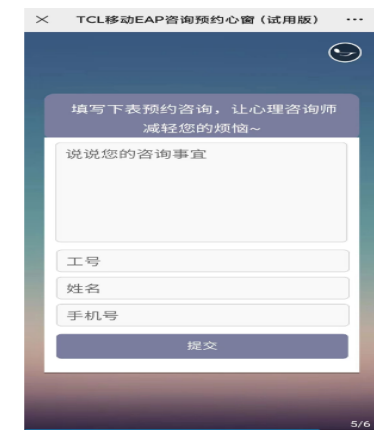 TCL移动EAP咨询预约心窗（试用版）
填写下表预约咨询，让心理咨询师
减轻您的烦恼~
说说您的咨询事宜
工号
姓名
手机号
提交
5/6